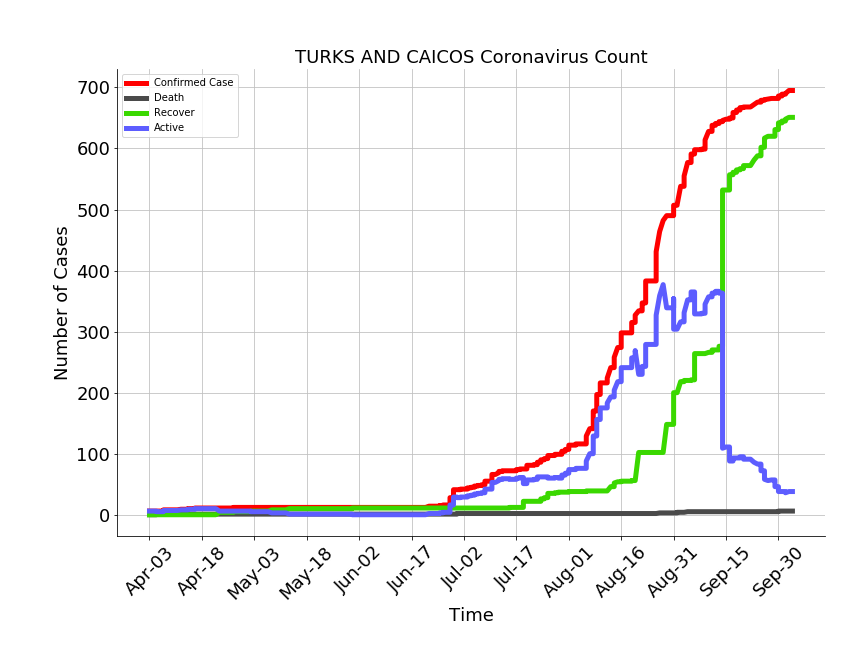 TURKS AND CAICOS Coronavirus Count
Confirmed Case
Death
Recover
Active
Number of Cases
700
600
500
400
300
200
100
0
Apr-03
Apr-18
May-03
May-18
Jun-02
Jun-17
Jul-02
Jul-17
Aug-01
Aug-16
Aug-31
Sep-15
Sep-30
Time